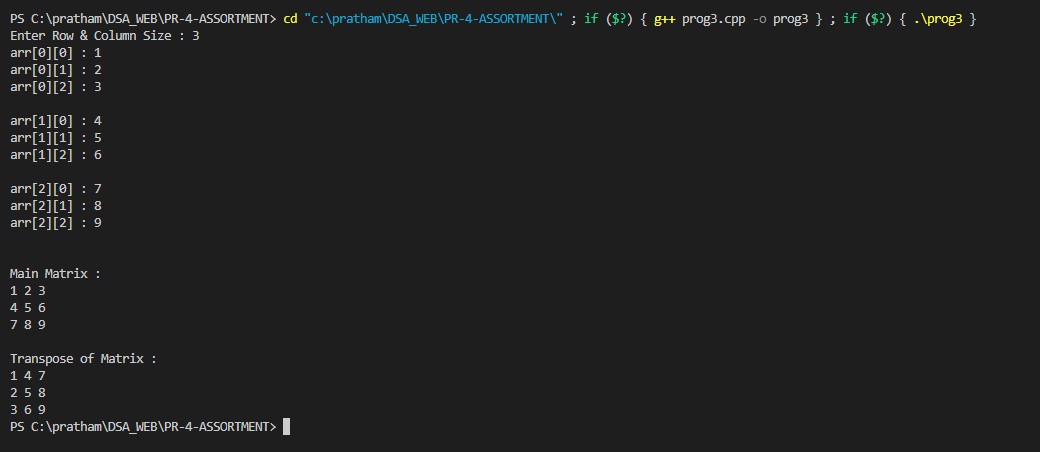 PS C:\pratham\DSA_WEB\PR-4-ASSORTMENT> cd "c:\pratham\DSA_WEB\PR-4-ASSORTMENT\" ; if ($?) { g++ prog3.cpp -o prog3 } ; if ($?) { .\prog3 }
Enter Row & Column Size : 3
arr[0][0] : 1
arr[0][1] : 2
arr[0][2] : 3
arr[1][0] : 4
arr[1][1] : 5
arr[1][2] : 6
arr[2][0] : 7
arr[2][1] : 8
arr[2][2] : 9
Main Matrix :
1 2 3
4 5 6
7 8 9
Transpose of Matrix :
1 4 7
2 5 8
3 6 9
PS C:\pratham\DSA_WEB\PR-4-ASSORTMENT>